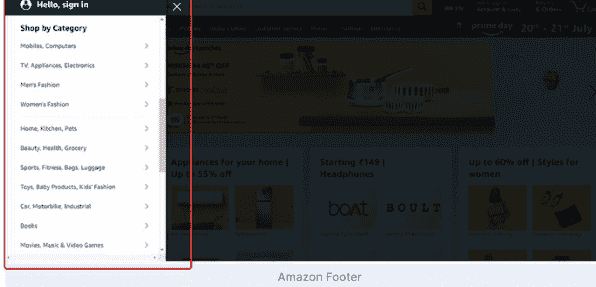 Hello, sign in
Shop by Category
Mobiles, Computers
TV, Appliances, Electronics
Men's Fashion
Women's Fashion
Home, Kitchen, Pets
Beauty, Health, Grocery
Sports, Fitness, Bags, Luggage
Toys, Baby Products, Kids' Fashion
Car, Motorbike, Industrial
Books
Movies, Music & Video Games
prime day 20th - 21st July
Appliances for your home |
Up to 55% off
Starting ₹149 |
Headphones
boAt
BOULT
Up to 60% off | Styles for
women
Amazon Footer